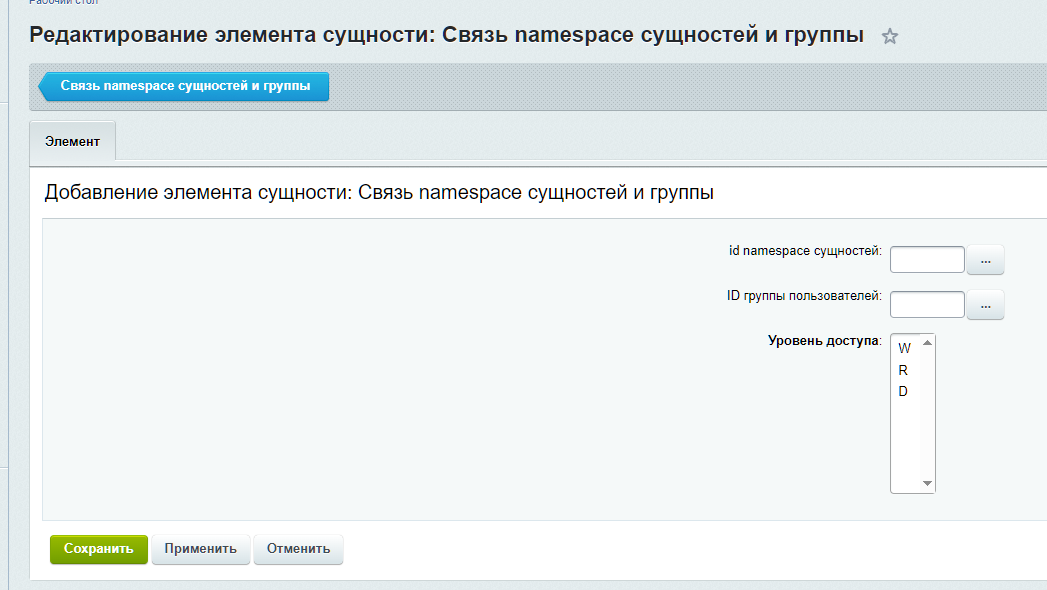 Рабочий стол
Редактирование элемента сущности: Связь namespace сущностей и группы
Связь namespace сущностей и группы
Элемент
Добавление элемента сущности: Связь namespace сущностей и группы
id namespace сущностей:
...
ID группы пользователей:
...
Уровень доступа:
W
R
D
Сохранить
Применить
Отменить